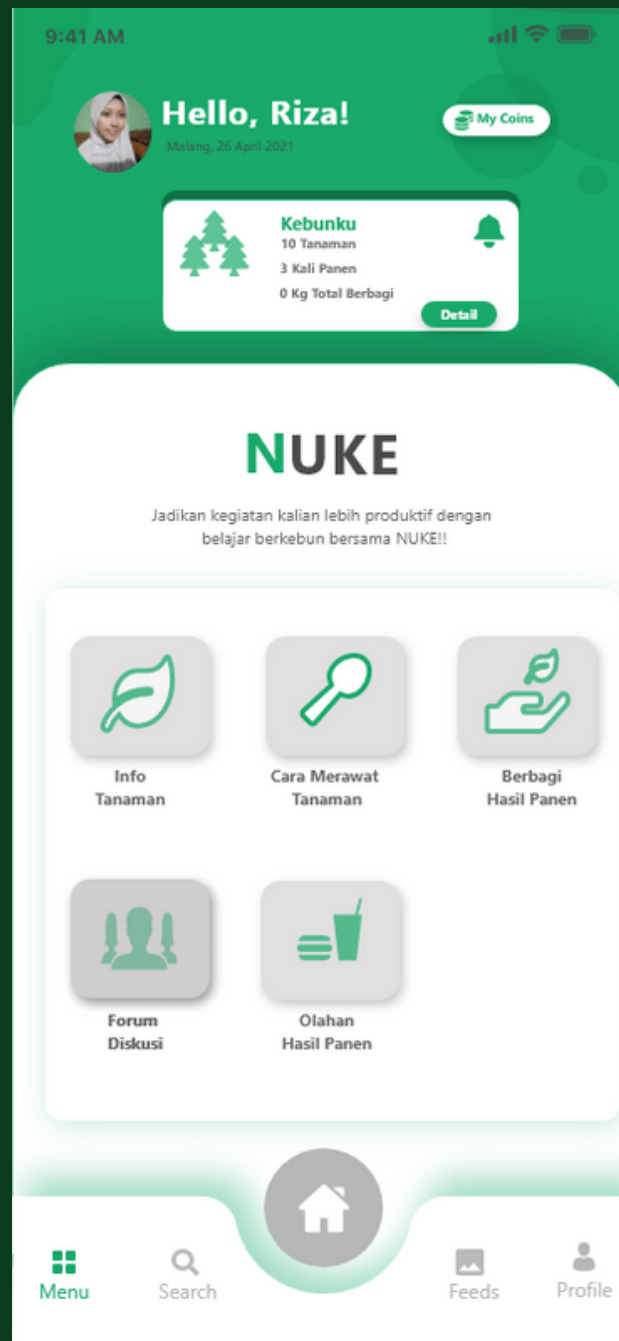 9:41 AM
Hello, Riza!
Malang, 26 April 2021
My Coins
Kebunku
10 Tanaman
3 Kali Panen
0 Kg Total Berbagi
Detail
NUKE
Jadikan kegiatan kalian lebih produktif dengan
belajar berkebun bersama NUKE!!
Info
Tanaman
Cara Merawat
Tanaman
Berbagi
Hasil Panen
Forum
Diskusi
Olahan
Hasil Panen
Menu
Search
Feeds
Profile